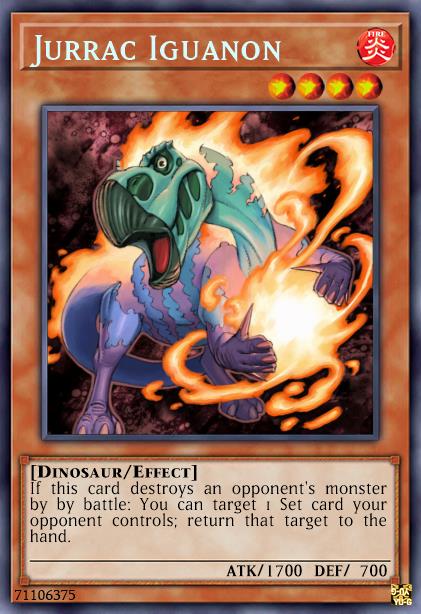 Jurrac Iguanon
FIRE
炎
[Dinosaur/Effect]
If this card destroys an opponent's monster
by by battle: You can target 1 Set card your
opponent controls; return that target to the
hand.
ATK/1700 DEF/ 700
71106375